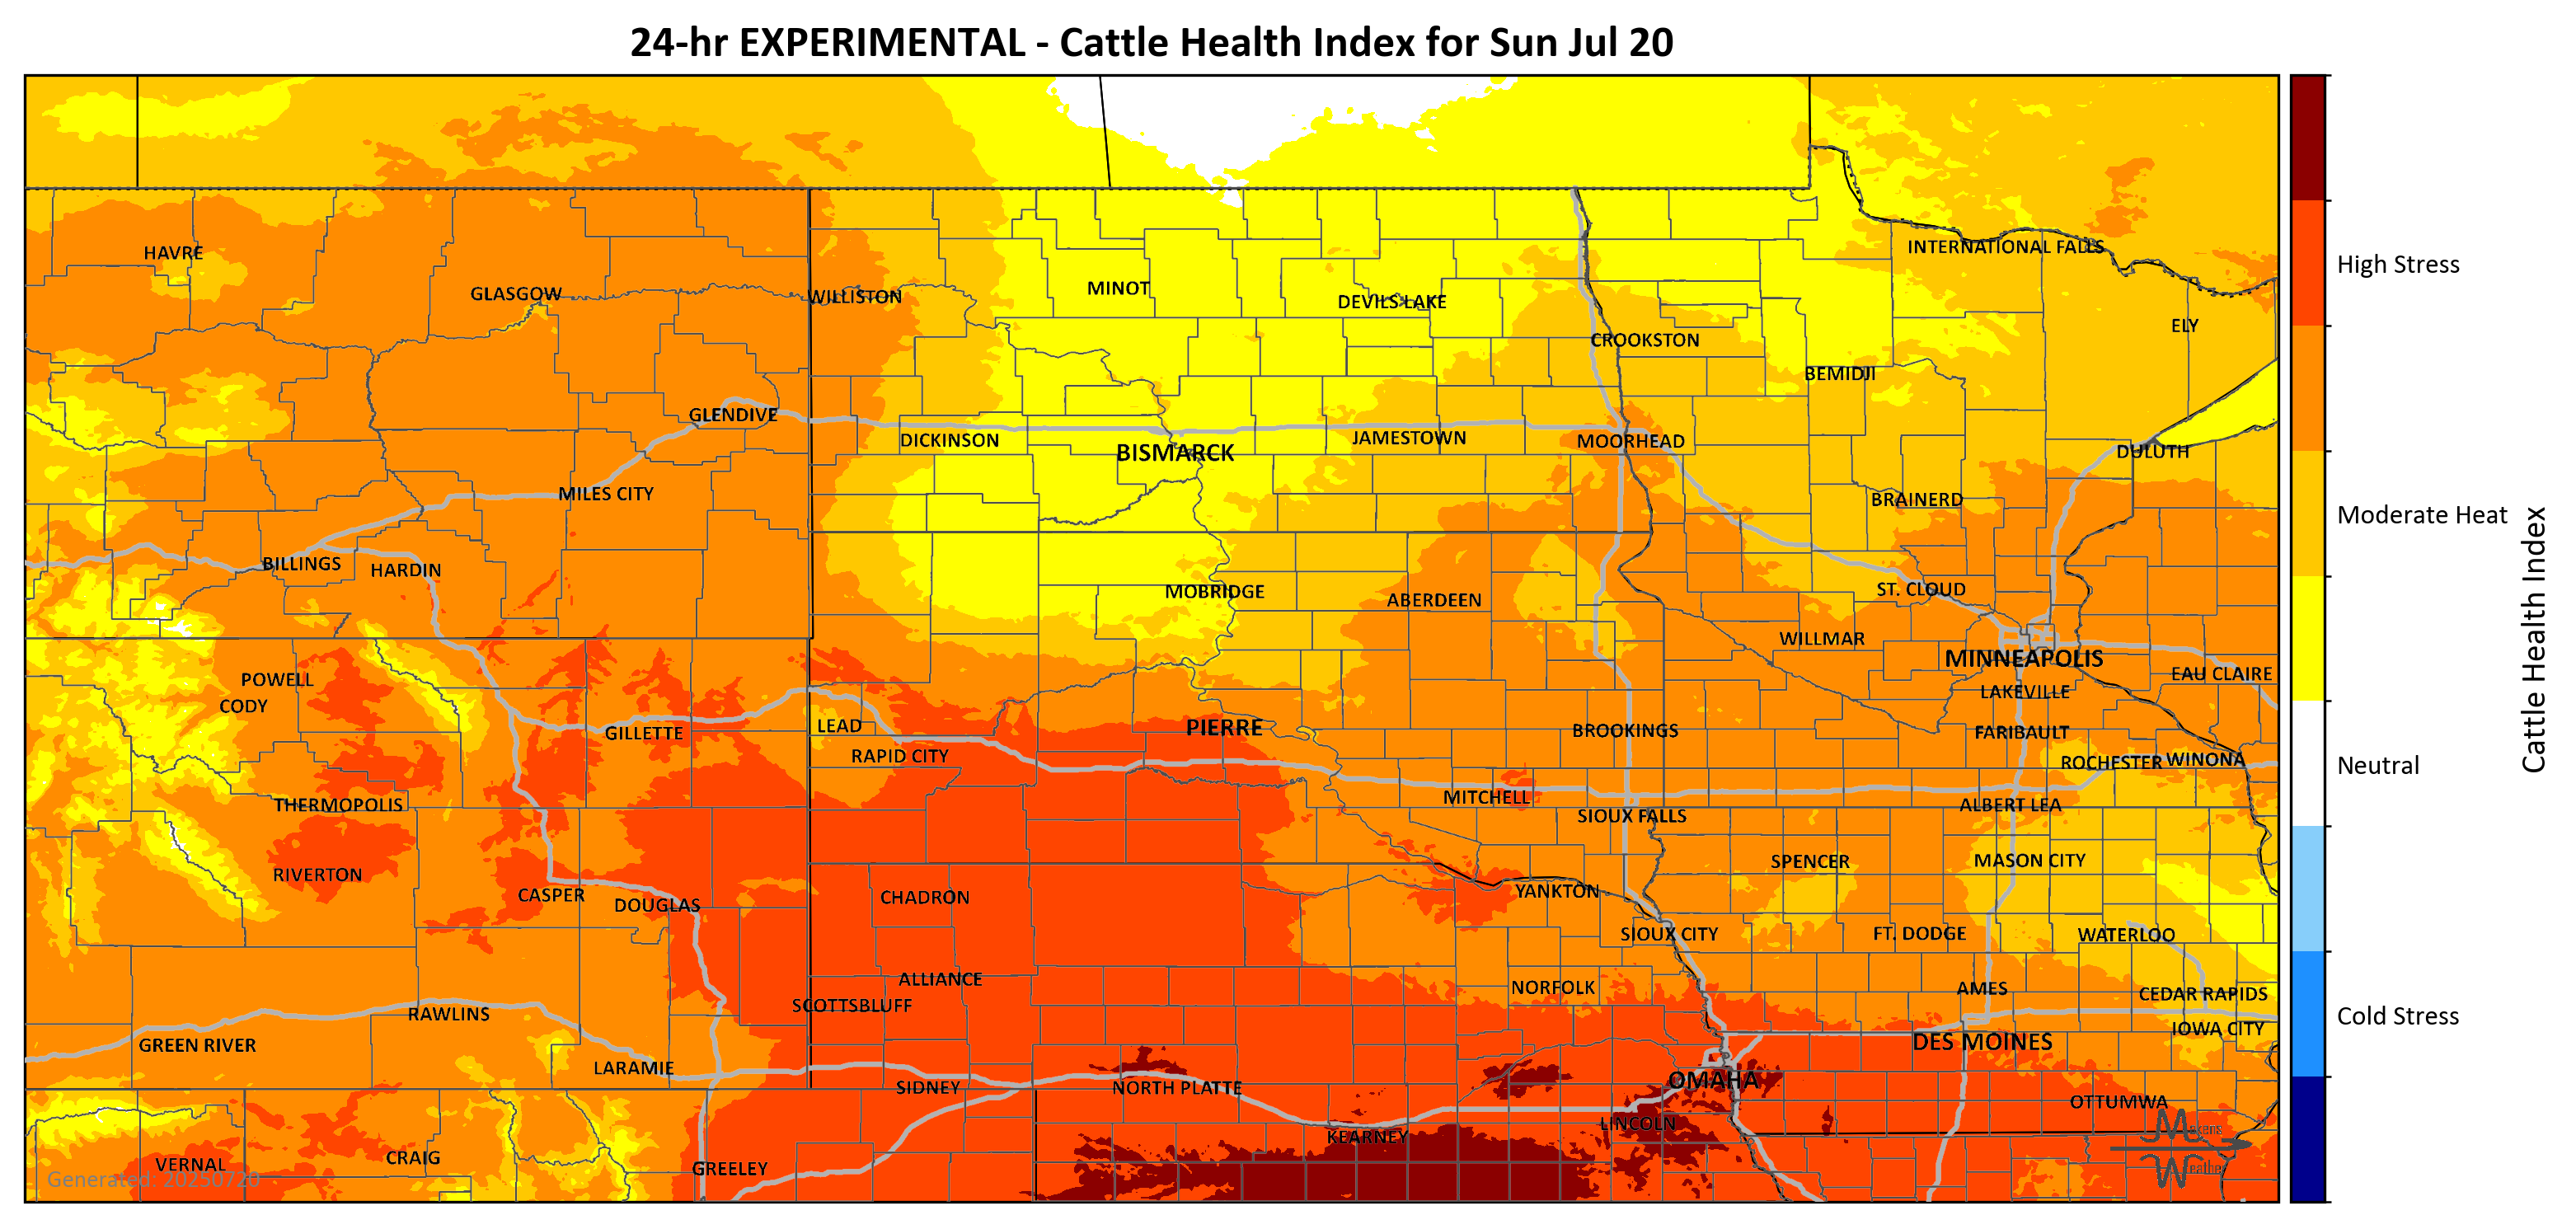 24-hr EXPERIMENTAL - Cattle Health Index for Sun Jul 20
HAVRE
GLASGOW
WILLISTON
MINOT
DEVILS LAKE
INTERNATIONAL FALLS
CROOKSTON
ELY
BEMIDJI
GLENDIVE
DICKINSON
BISMARCK
JAMESTOWN
MOORHEAD
DULUTH
MILES CITY
BRAINERD
BILLINGS
HARDIN
MOBRIDGE
ABERDEEN
ST. CLOUD
WILLMAR
MINNEAPOLIS
EAU CLAIRE
POWELL
LAKEVILLE
CODY
GILLETTE
LEAD
PIERRE
BROOKINGS
FARIBAULT
RAPID CITY
ROCHESTER
WINONA
THERMOPOLIS
MITCHELL
ALBERT LEA
SIOUX FALLS
RIVERTON
SPENCER
MASON CITY
CASPER
DOUGLAS
CHADRON
YANKTON
SIOUX CITY
FT. DODGE
WATERLOO
ALLIANCE
NORFOLK
AMES
CEDAR RAPIDS
SCOTTSBLUFF
RAWLINS
IOWA CITY
GREEN RIVER
DES MOINES
LARAMIE
SIDNEY
NORTH PLATTE
OMAHA
OTTUMWA
LINCOLN
KEARNEY
VERNAL
CRAIG
GREELEY
Generated: 20250720
Makens
Weather
High Stress
Moderate Heat
Neutral
Cold Stress
Cattle Health Index